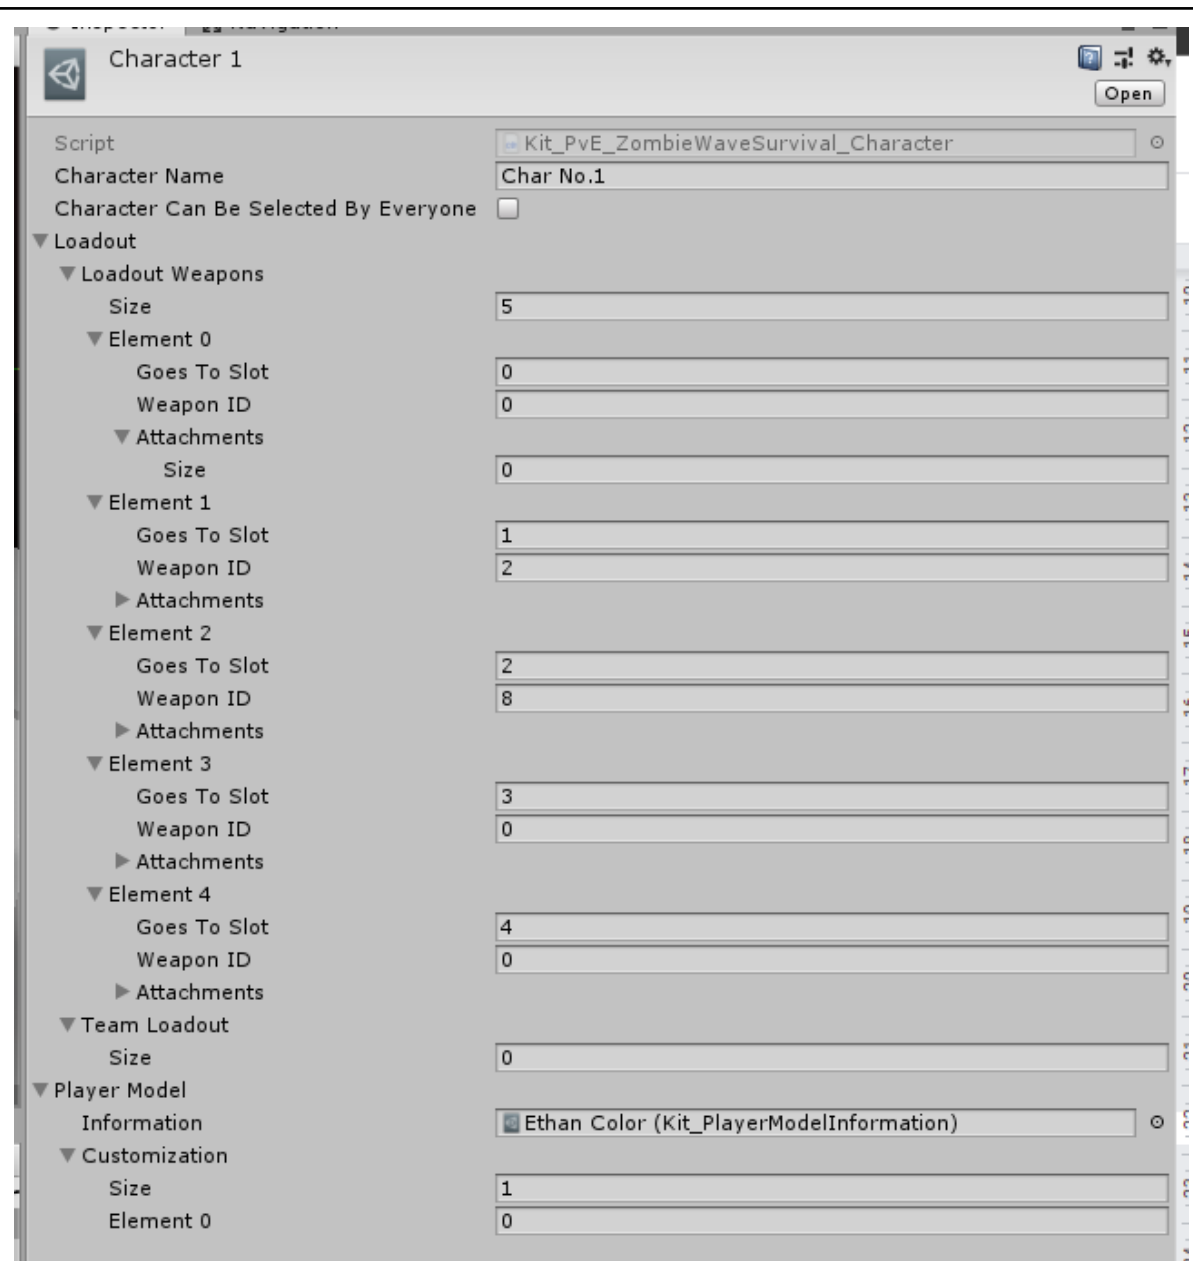 Inspector Navigation
Character 1
Open
Script Kit_PvE_ZombieWaveSurvival_Character
Character Name Char No.1
Character Can Be Selected By Everyone
Loadout
Loadout Weapons
Size 5
Element 0
Goes To Slot 0
Weapon ID 0
Attachments
Size 0
Element 1
Goes To Slot 1
Weapon ID 2
Attachments
Element 2
Goes To Slot 2
Weapon ID 8
Attachments
Element 3
Goes To Slot 3
Weapon ID 0
Attachments
Element 4
Goes To Slot 4
Weapon ID 0
Attachments
Team Loadout
Size 0
Player Model
Information Ethan Color (Kit_PlayerModelInformation)
Customization
Size 1
Element 0 0